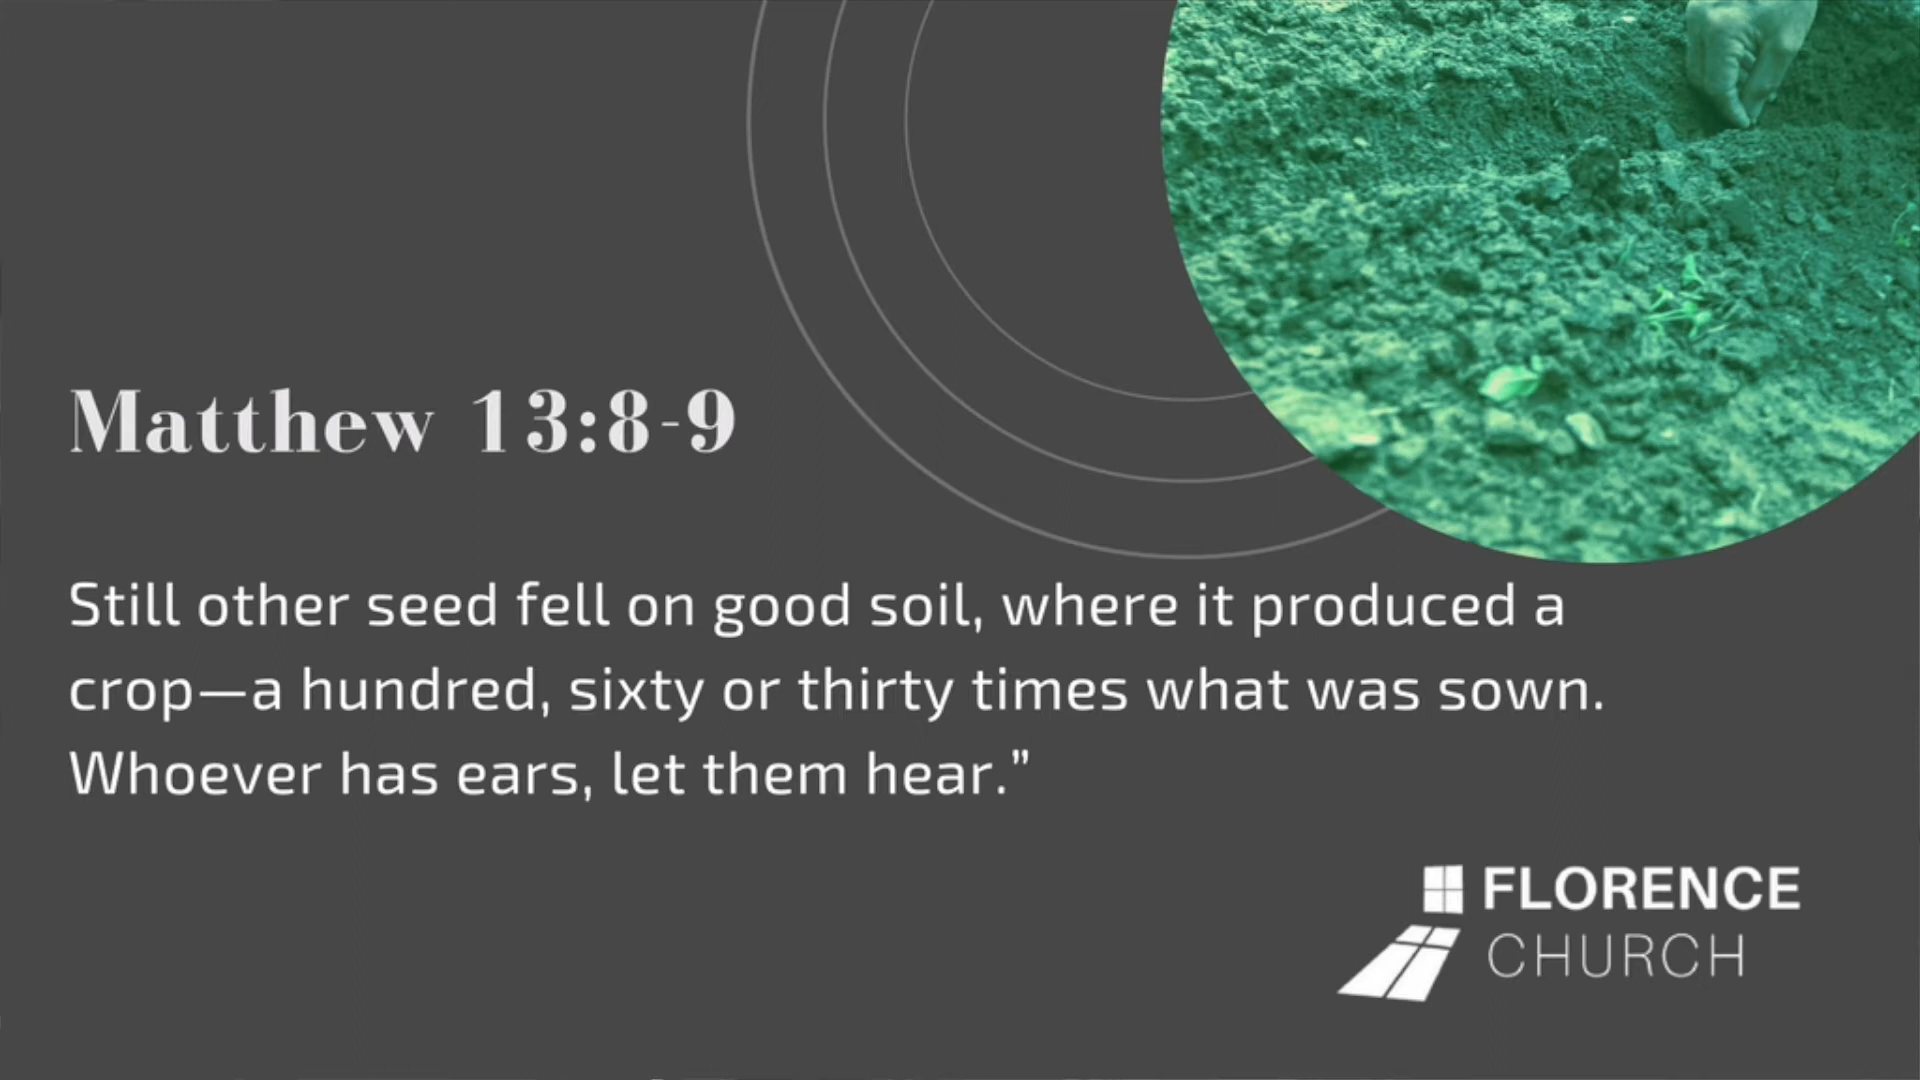 Matthew 13:8-9
Still other seed fell on good soil, where it produced a
crop—a hundred, sixty or thirty times what was sown.
Whoever has ears, let them hear.”
FLORENCE
CHURCH